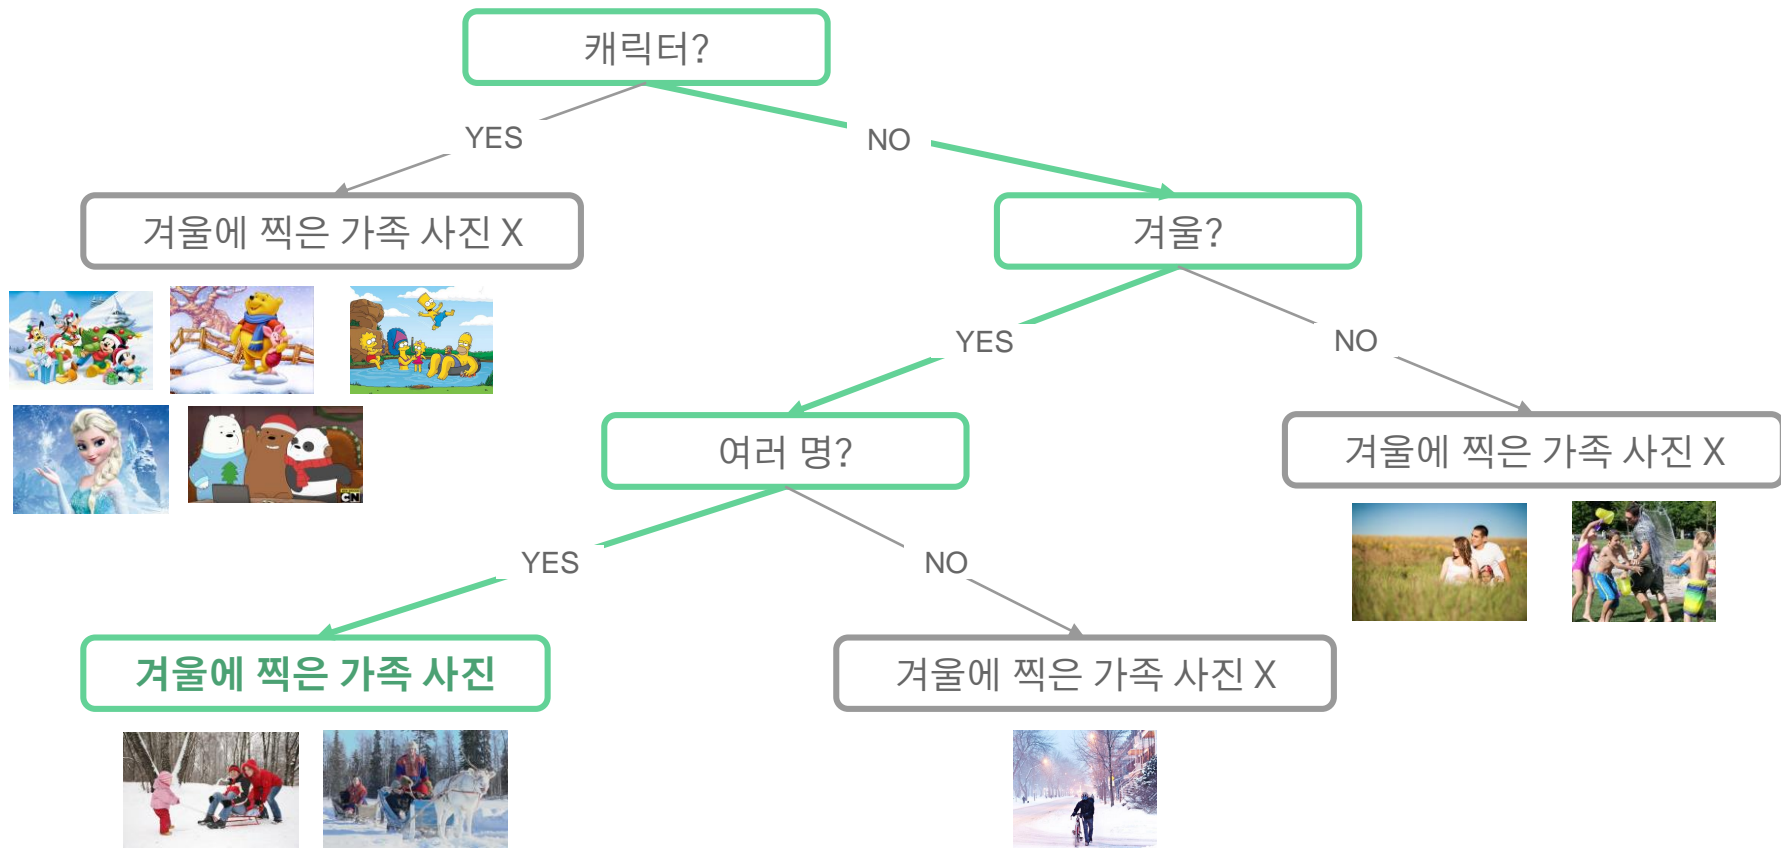 캐릭터?
YES
NO
겨울에 찍은 가족 사진 X
겨울?
YES
NO
여러 명?
겨울에 찍은 가족 사진 X
CN
YES
NO
겨울에 찍은 가족 사진
겨울에 찍은 가족 사진 X